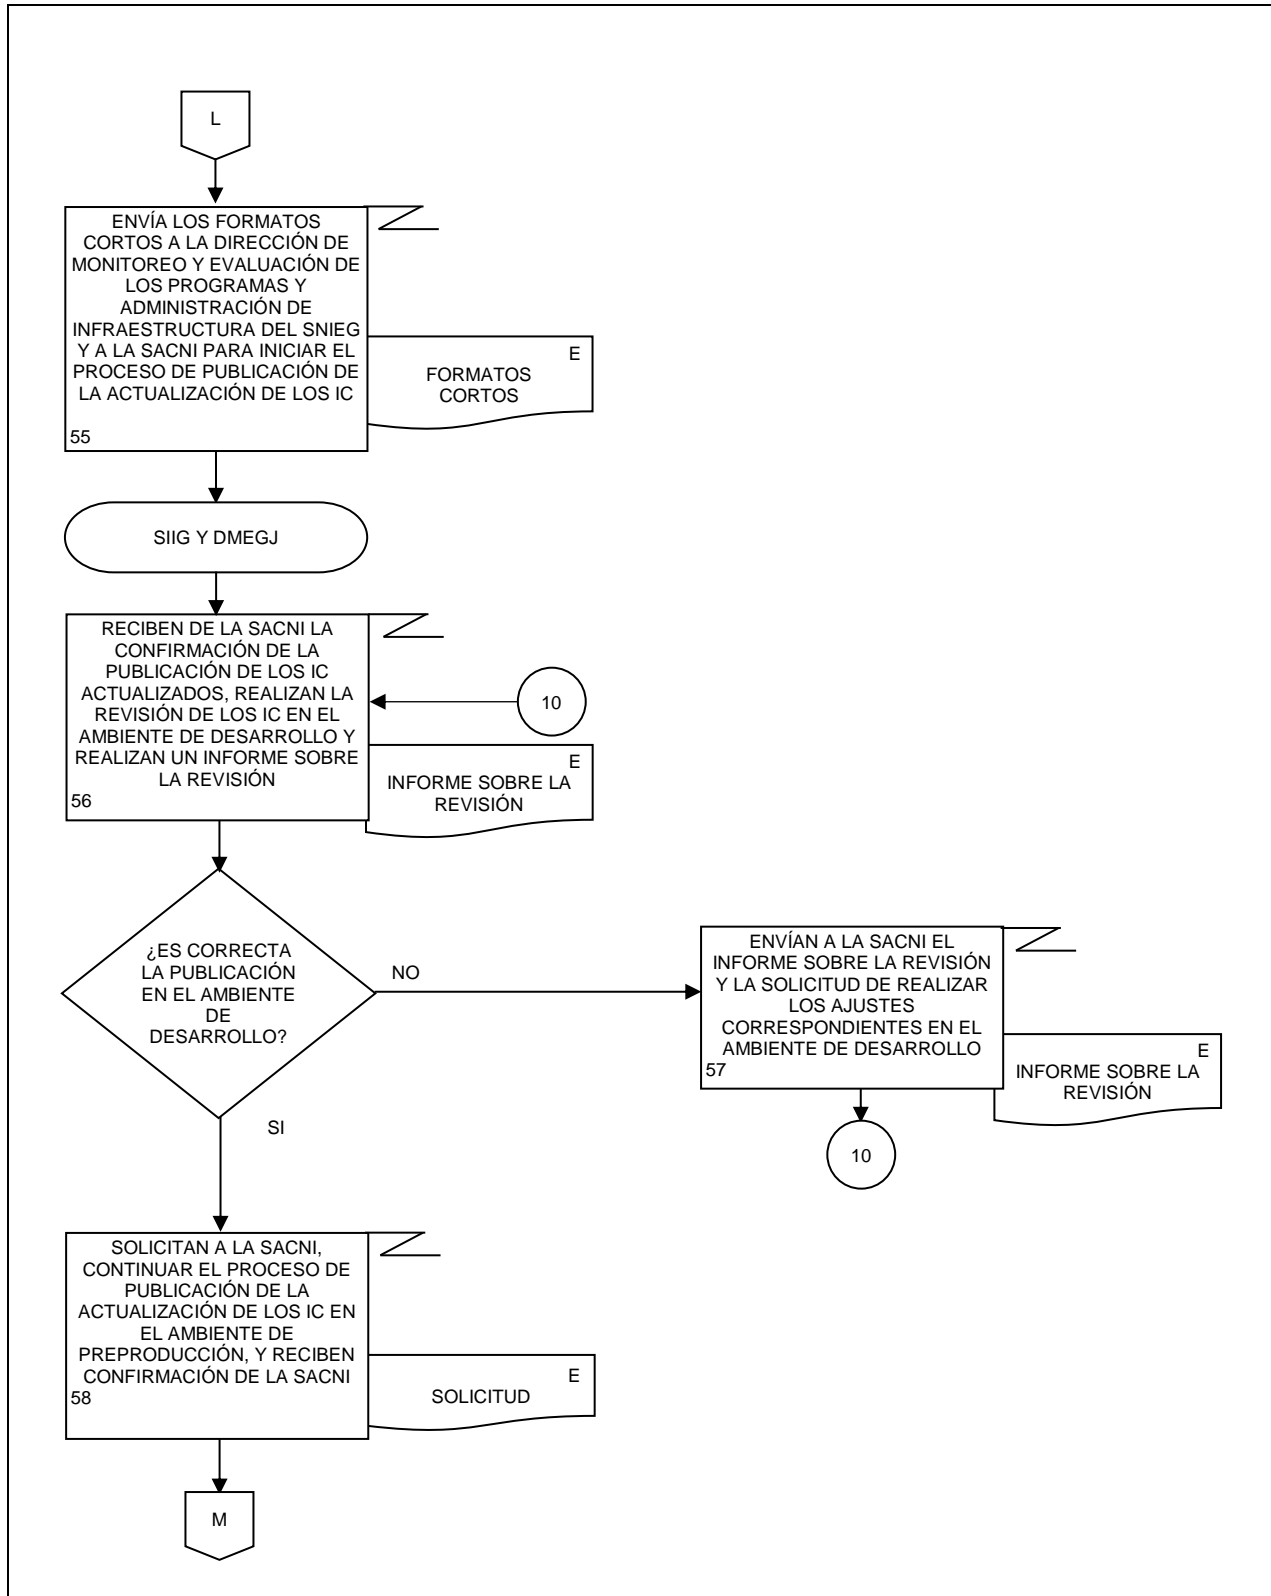 L
ENVÍA LOS FORMATOS
CORTOS A LA DIRECCIÓN DE
MONITOREO Y EVALUACIÓN DE
LOS PROGRAMAS Y
ADMINISTRACIÓN DE
INFRAESTRUCTURA DEL SNIEG
Y A LA SACNI PARA INICIAR EL
PROCESO DE PUBLICACIÓN DE
LA ACTUALIZACIÓN DE LOS IC
55
E
FORMATOS
CORTOS
SIIG Y DMEGJ
RECIBEN DE LA SACNI LA
CONFIRMACIÓN DE LA
PUBLICACIÓN DE LOS IC
ACTUALIZADOS, REALIZAN LA
REVISIÓN DE LOS IC EN EL
AMBIENTE DE DESARROLLO Y
REALIZAN UN INFORME SOBRE
LA REVISIÓN
56
10
E
INFORME SOBRE LA
REVISIÓN
¿ES CORRECTA
LA PUBLICACIÓN
EN EL AMBIENTE
DE
DESARROLLO?
NO
ENVÍAN A LA SACNI EL
INFORME SOBRE LA REVISIÓN
Y LA SOLICITUD DE REALIZAR
LOS AJUSTES
CORRESPONDIENTES EN EL
AMBIENTE DE DESARROLLO
57
E
INFORME SOBRE LA
REVISIÓN
10
SI
SOLICITAN A LA SACNI,
CONTINUAR EL PROCESO DE
PUBLICACIÓN DE LA
ACTUALIZACIÓN DE LOS IC EN
EL AMBIENTE DE
PREPRODUCCIÓN, Y RECIBEN
CONFIRMACIÓN DE LA SACNI
58
E
SOLICITUD
M